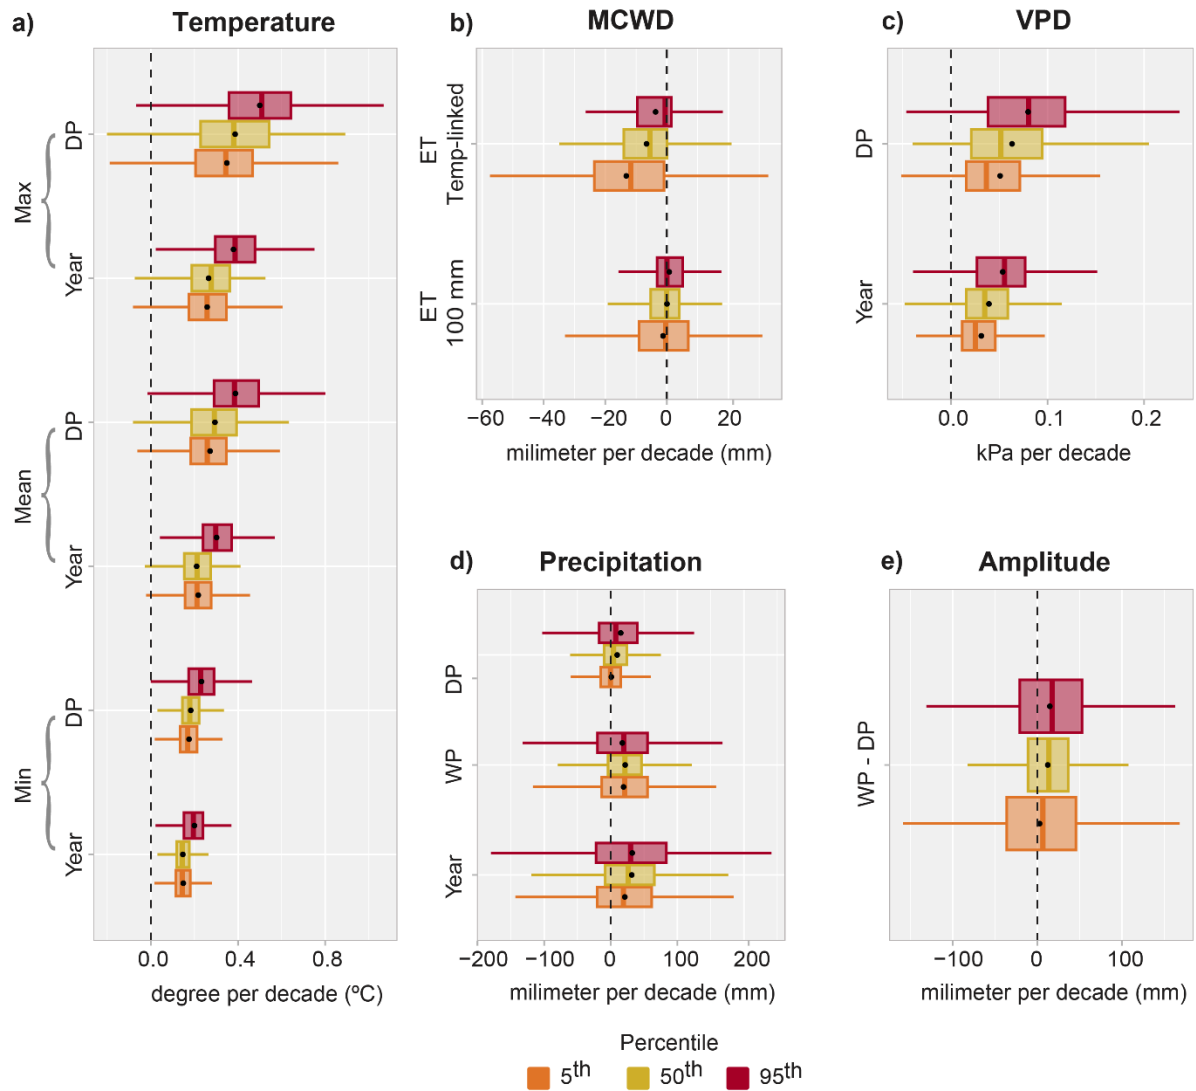 a) Temperature
Max
DP
Year
Mean
DP
Year
Min
DP
Year
0.0 0.4 0.8
degree per decade (ºC)
b) MCWD
ET
Temp-linked
ET
100 mm
−60 −40 −20 0 20
milimeter per decade (mm)
c) VPD
DP
Year
0.0 0.1 0.2
kPa per decade
d) Precipitation
DP
WP
Year
−200 −100 0 100 200
milimeter per decade (mm)
e) Amplitude
WP - DP
−100 0 100
milimeter per decade (mm)
Percentile
5th 50th 95th